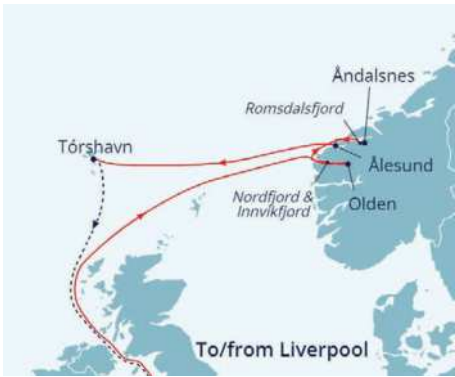 Åndalsnes
Romsdalsfjord
Tórshavn
Ålesund
Nordfjord &
Innvikfjord
Olden
To/from Liverpool